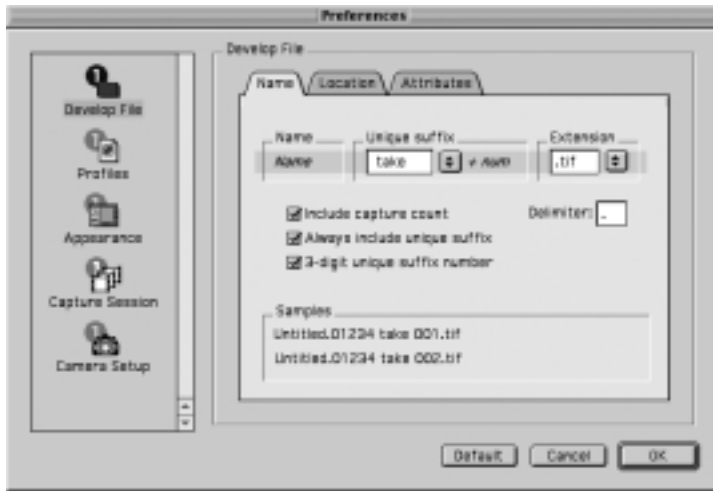 Preferences
Develop File
Profiles
Appearance
Capture Session
Camera Setup
Develop File
Name Location Attributes
Name Unique suffix Extension
Name take + num .tif
Include capture count Delimiter: _
Always include unique suffix
3-digit unique suffix number
Samples
Untitled.01234 take 001.tif
Untitled.01234 take 002.tif
Default Cancel OK